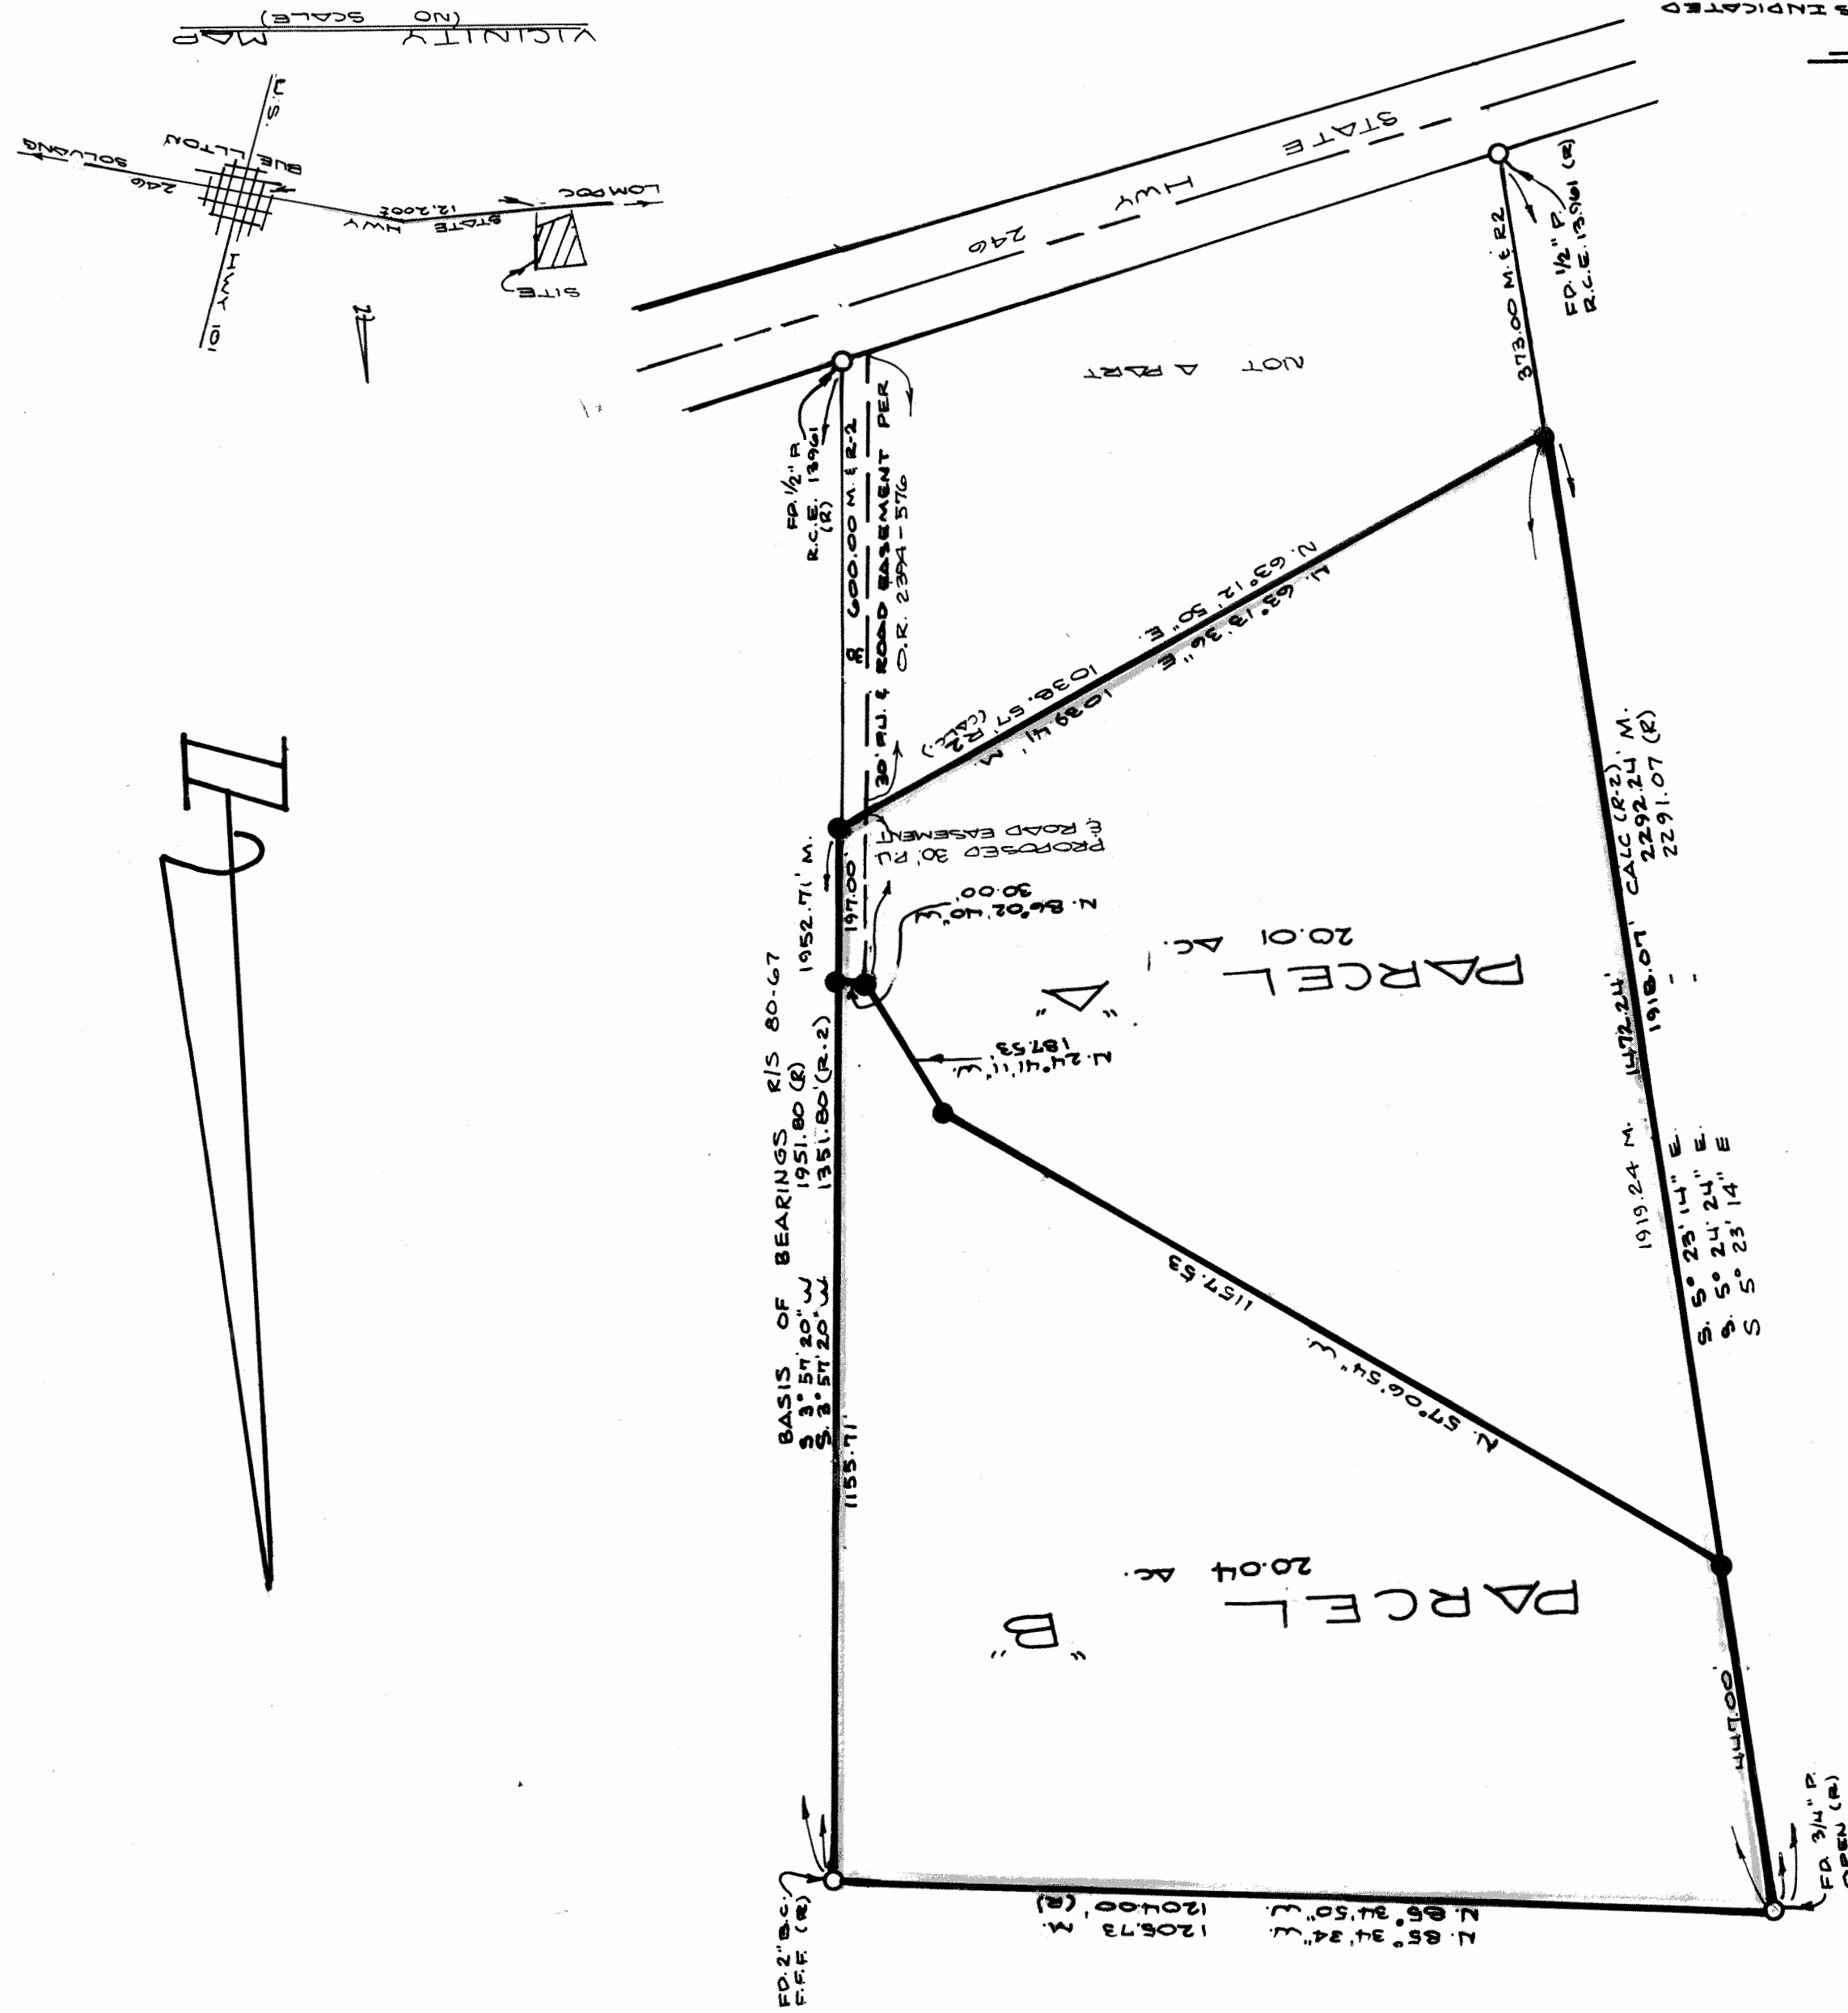 VICINITY MAP
(NO SCALE)
S INDICATED
U.S.
HWY 101
BUELLTON
SOLVANG
246
12,200±
STATE HWY
LOMPOC
SITE
N
STATE HWY 246
FD. 1/2" P.
R.C.E. 13961 (R)
373.00 M. & R2
NOT A PART
FD. 1/2" P.
R.C.E. 13961
(R)
600.00 M. & R-2
30' P.U. & ROAD EASEMENT PER
O.R. 2394-576
N. 63° 12' 50" E. 1038.57' R2 (CALC.)
N. 63° 13' 36" E 1039.41' M.
PROPOSED 30' P.U.
& ROAD EASEMENT
197.00'
N. 86°02'40"W
30.00'
1952.71' M.
PARCEL
"A"
20.01 AC.
N. 24°41'11" W.
187.53
BASIS OF BEARINGS R/S 80-67
S 3° 57' 20" W 1951.80 (R)
S. 3° 57' 20" W 1351.80' (R-2)
1155.71'
1472.24'
1918.07' CALC (R-2)
2292.24' M.
2291.07 (R)
1919.24 M.
S. 5° 23' 14" E.
S. 5° 24' 24" E.
S 5° 23' 14" E
N. 57° 06' 54" W. 1157.53
PARCEL
"B"
20.04 AC.
447.00'
FD. 2" B.C.
F.F.F. (R)
N. 85° 34' 50" W. 1204.00' (R)
N. 85° 34' 34" W. 1205.73 M.
FD. 3/4" P.
OPEN (R)
N